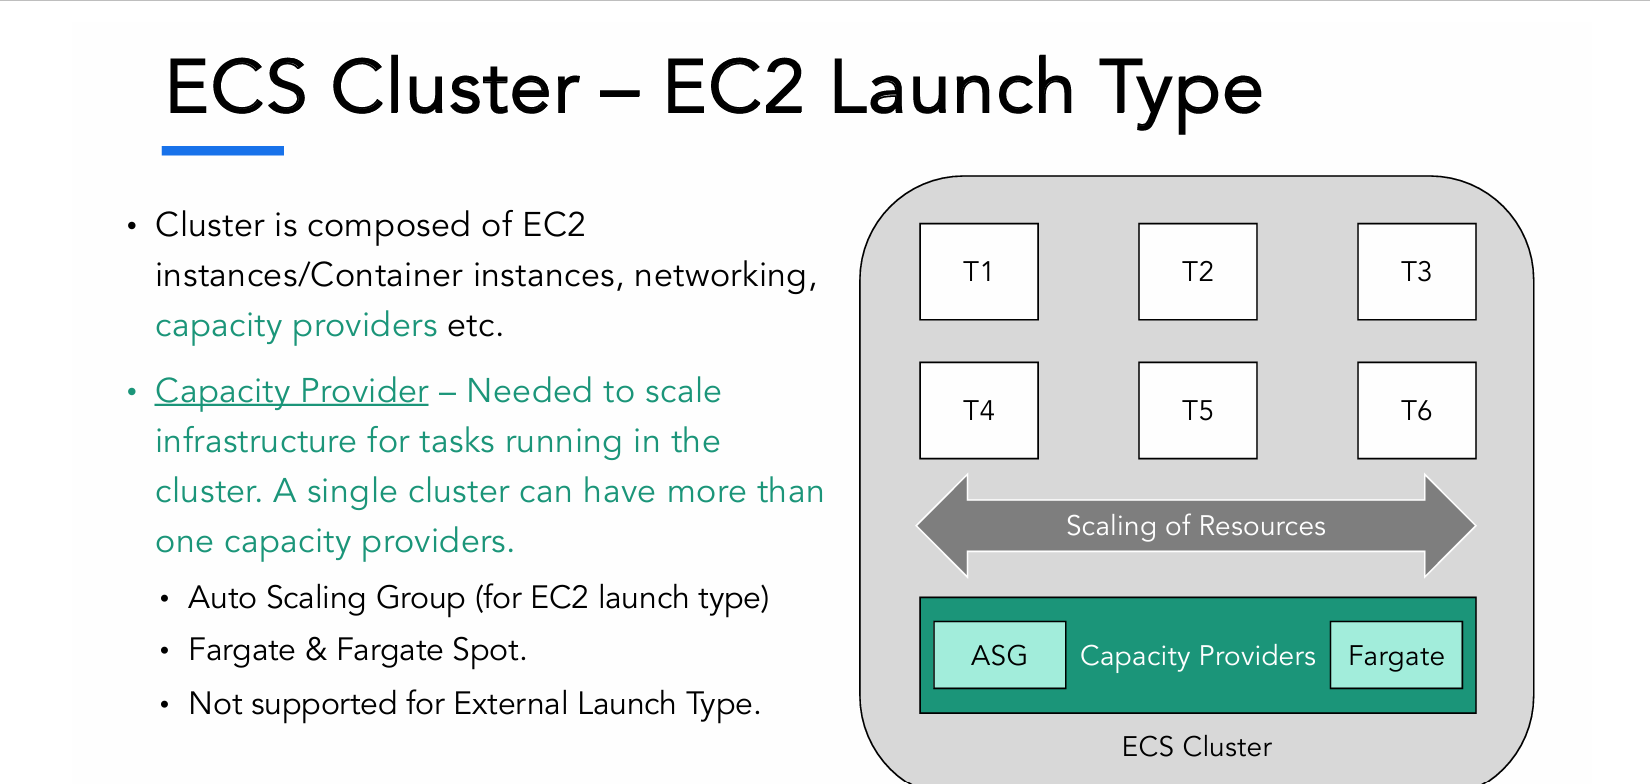 ECS Cluster – EC2 Launch Type
• Cluster is composed of EC2
instances/Container instances, networking,
capacity providers etc.
• Capacity Provider – Needed to scale
infrastructure for tasks running in the
cluster. A single cluster can have more than
one capacity providers.
• Auto Scaling Group (for EC2 launch type)
• Fargate & Fargate Spot.
• Not supported for External Launch Type.
T1 T2 T3
T4 T5 T6
Scaling of Resources
ASG Capacity Providers Fargate
ECS Cluster